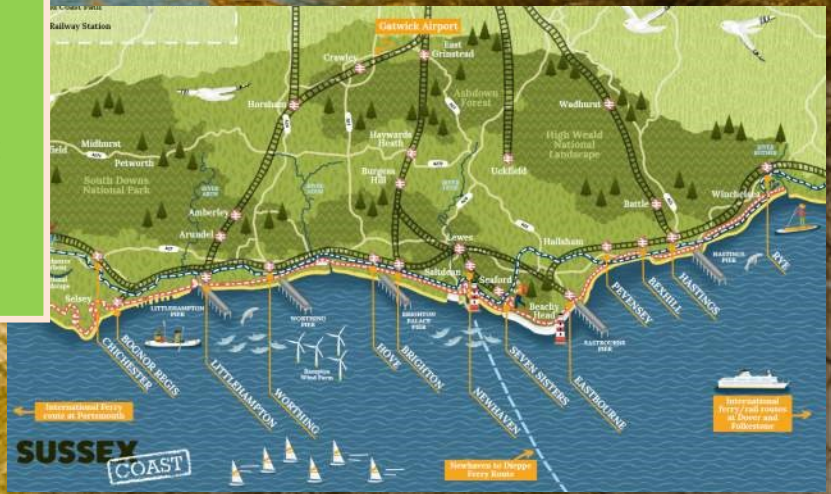 Railway Station
Gatwick Airport
East
Grinstead
Crawley
Ashdown
Forest
Horsham
Wadhurst
Haywards
Heath
High Weald
National
Landscape
Midhurst
Petworth
Burgess
Hill
Uckfield
South Downs
National Park
Winchelsea
Amberley
Battle
Arundel
Lewes
Hailsham
Saltdean
Seaford
Selsey
Beachy
Head
HASTINGS
PIER
LITTLEHAMPTON
PIER
WORTHING
PIER
BRIGHTON
PALACE
PIER
EASTBOURNE
PIER
Rampion
Wind Farm
CHICHESTER
BOGNOR REGIS
LITTLEHAMPTON
WORTHING
HOVE
BRIGHTON
NEWHAVEN
SEVEN SISTERS
EASTBOURNE
PEVENSEY
BEXHILL
HASTINGS
RYE
International Ferry
route at Portsmouth
International
ferry/rail routes
at Dover and
Folkestone
Newhaven to Dieppe
Ferry Route
SUSSEX
COAST